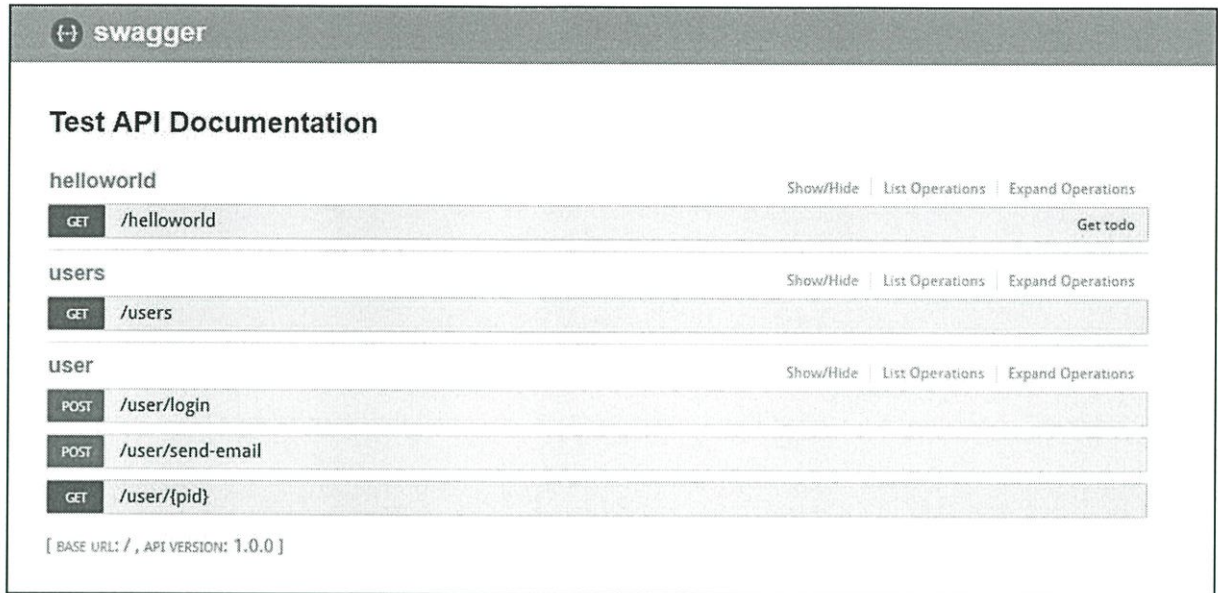 {··} swagger
Test API Documentation
helloworld Show/Hide List Operations Expand Operations
GET /helloworld Get todo
users Show/Hide List Operations Expand Operations
GET /users
user Show/Hide List Operations Expand Operations
POST /user/login
POST /user/send-email
GET /user/{pid}
[ BASE URL: / , API VERSION: 1.0.0 ]